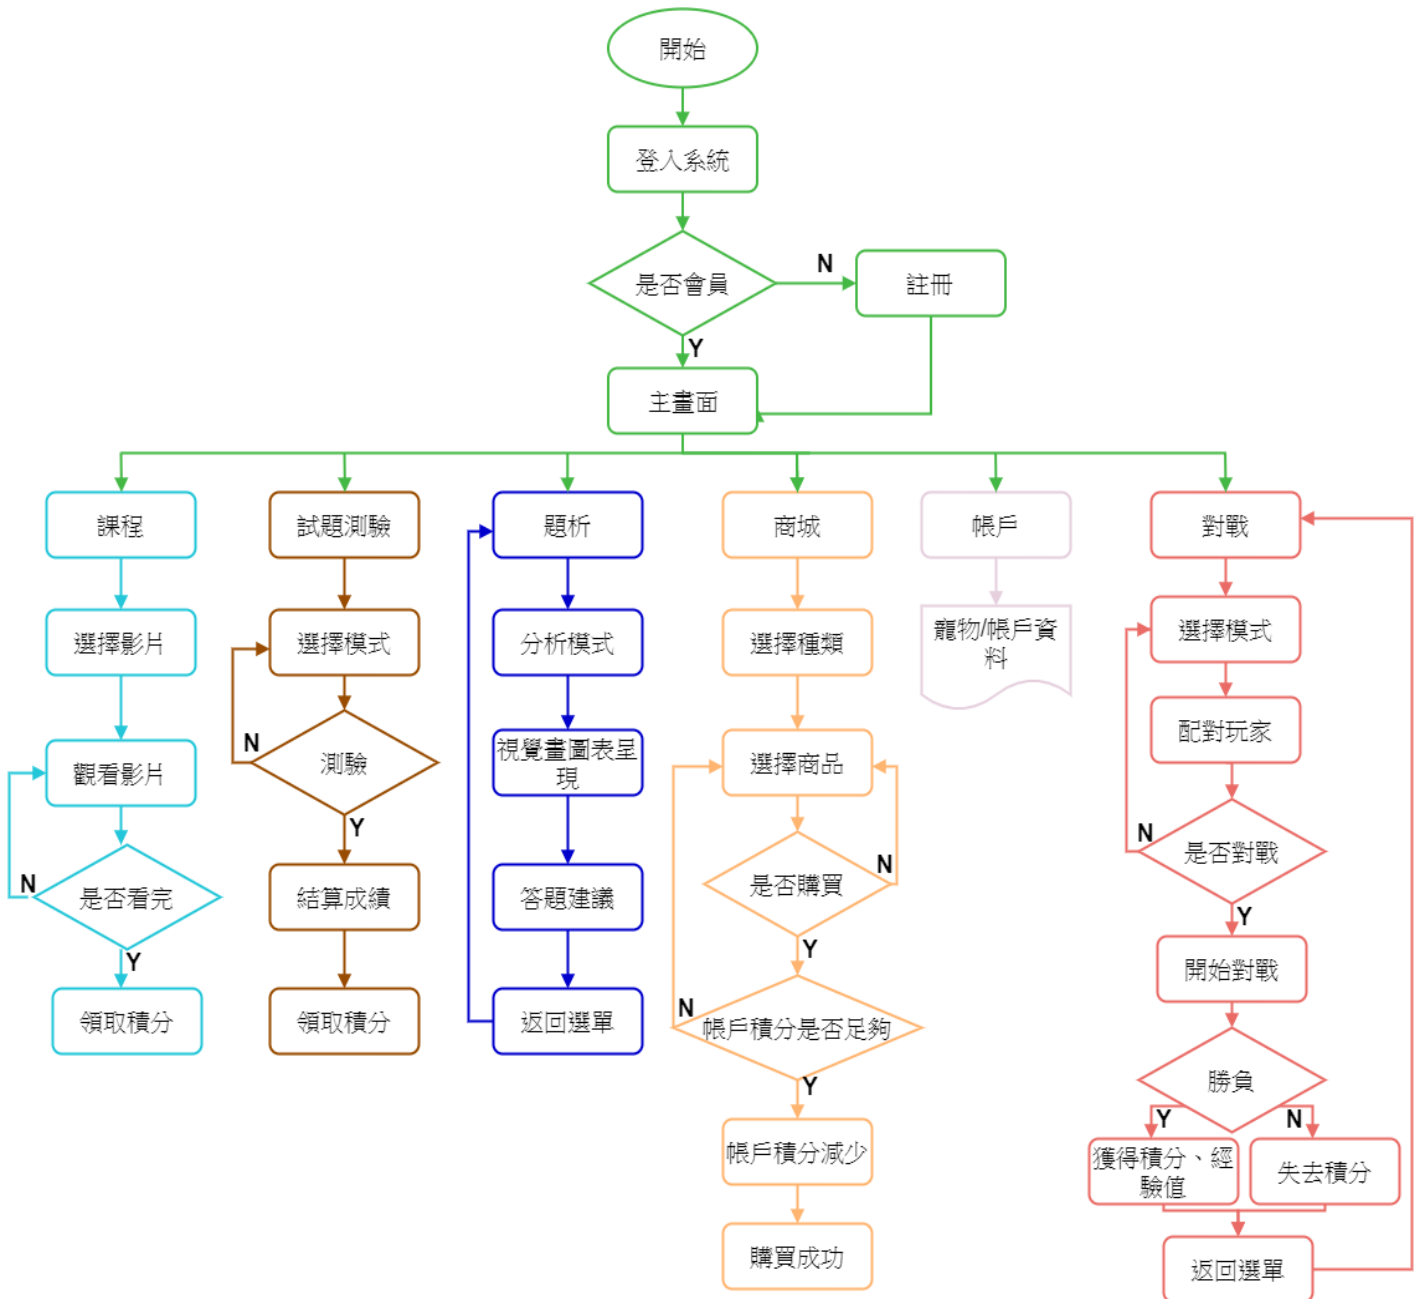 開始
登入系統
是否會員
N
註冊
Y
主畫面
課程
選擇影片
觀看影片
N
是否看完
Y
領取積分
試題測驗
選擇模式
N
測驗
Y
結算成績
領取積分
題析
分析模式
視覺畫圖表呈
現
答題建議
返回選單
商城
選擇種類
選擇商品
是否購買
N
Y
N
帳戶積分是否足夠
Y
帳戶積分減少
購買成功
帳戶
寵物/帳戶資
料
對戰
選擇模式
配對玩家
N
是否對戰
Y
開始對戰
勝負
Y
N
獲得積分、經
驗值
失去積分
返回選單